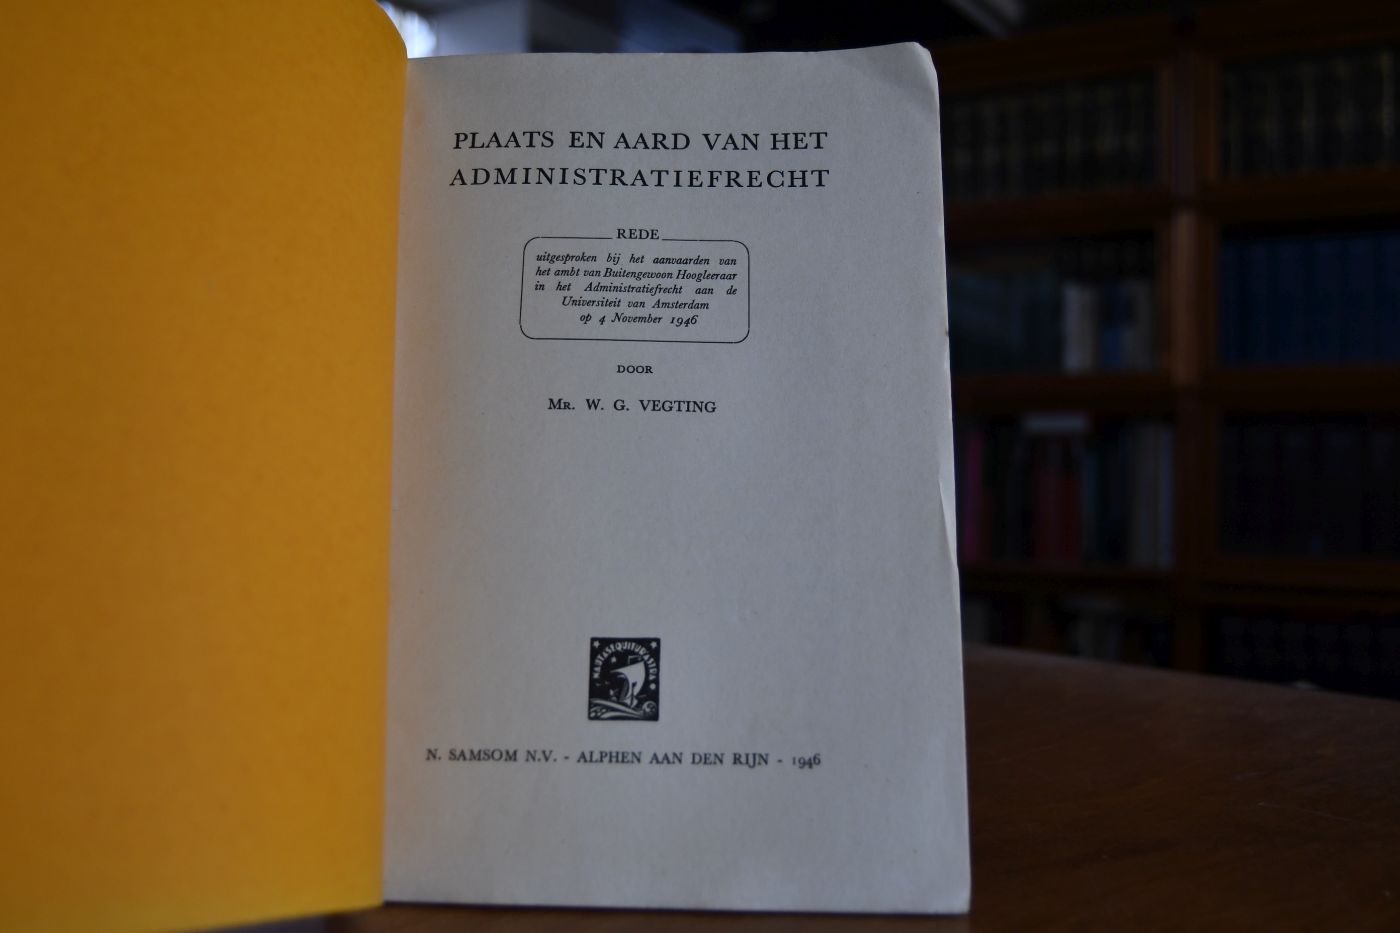 PLAATS EN AARD VAN HET
ADMINISTRATIEFRECHT
REDE
uitgesproken bij het aanvaarden van
het ambt van Buitengewoon Hoogleeraar
in het Administratiefrecht aan de
Universiteit van Amsterdam
op 4 November 1946
DOOR
MR. W. G. VEGTING
NAUTASEQUITURASTRA
N. SAMSOM N.V. - ALPHEN AAN DEN RIJN - 1946